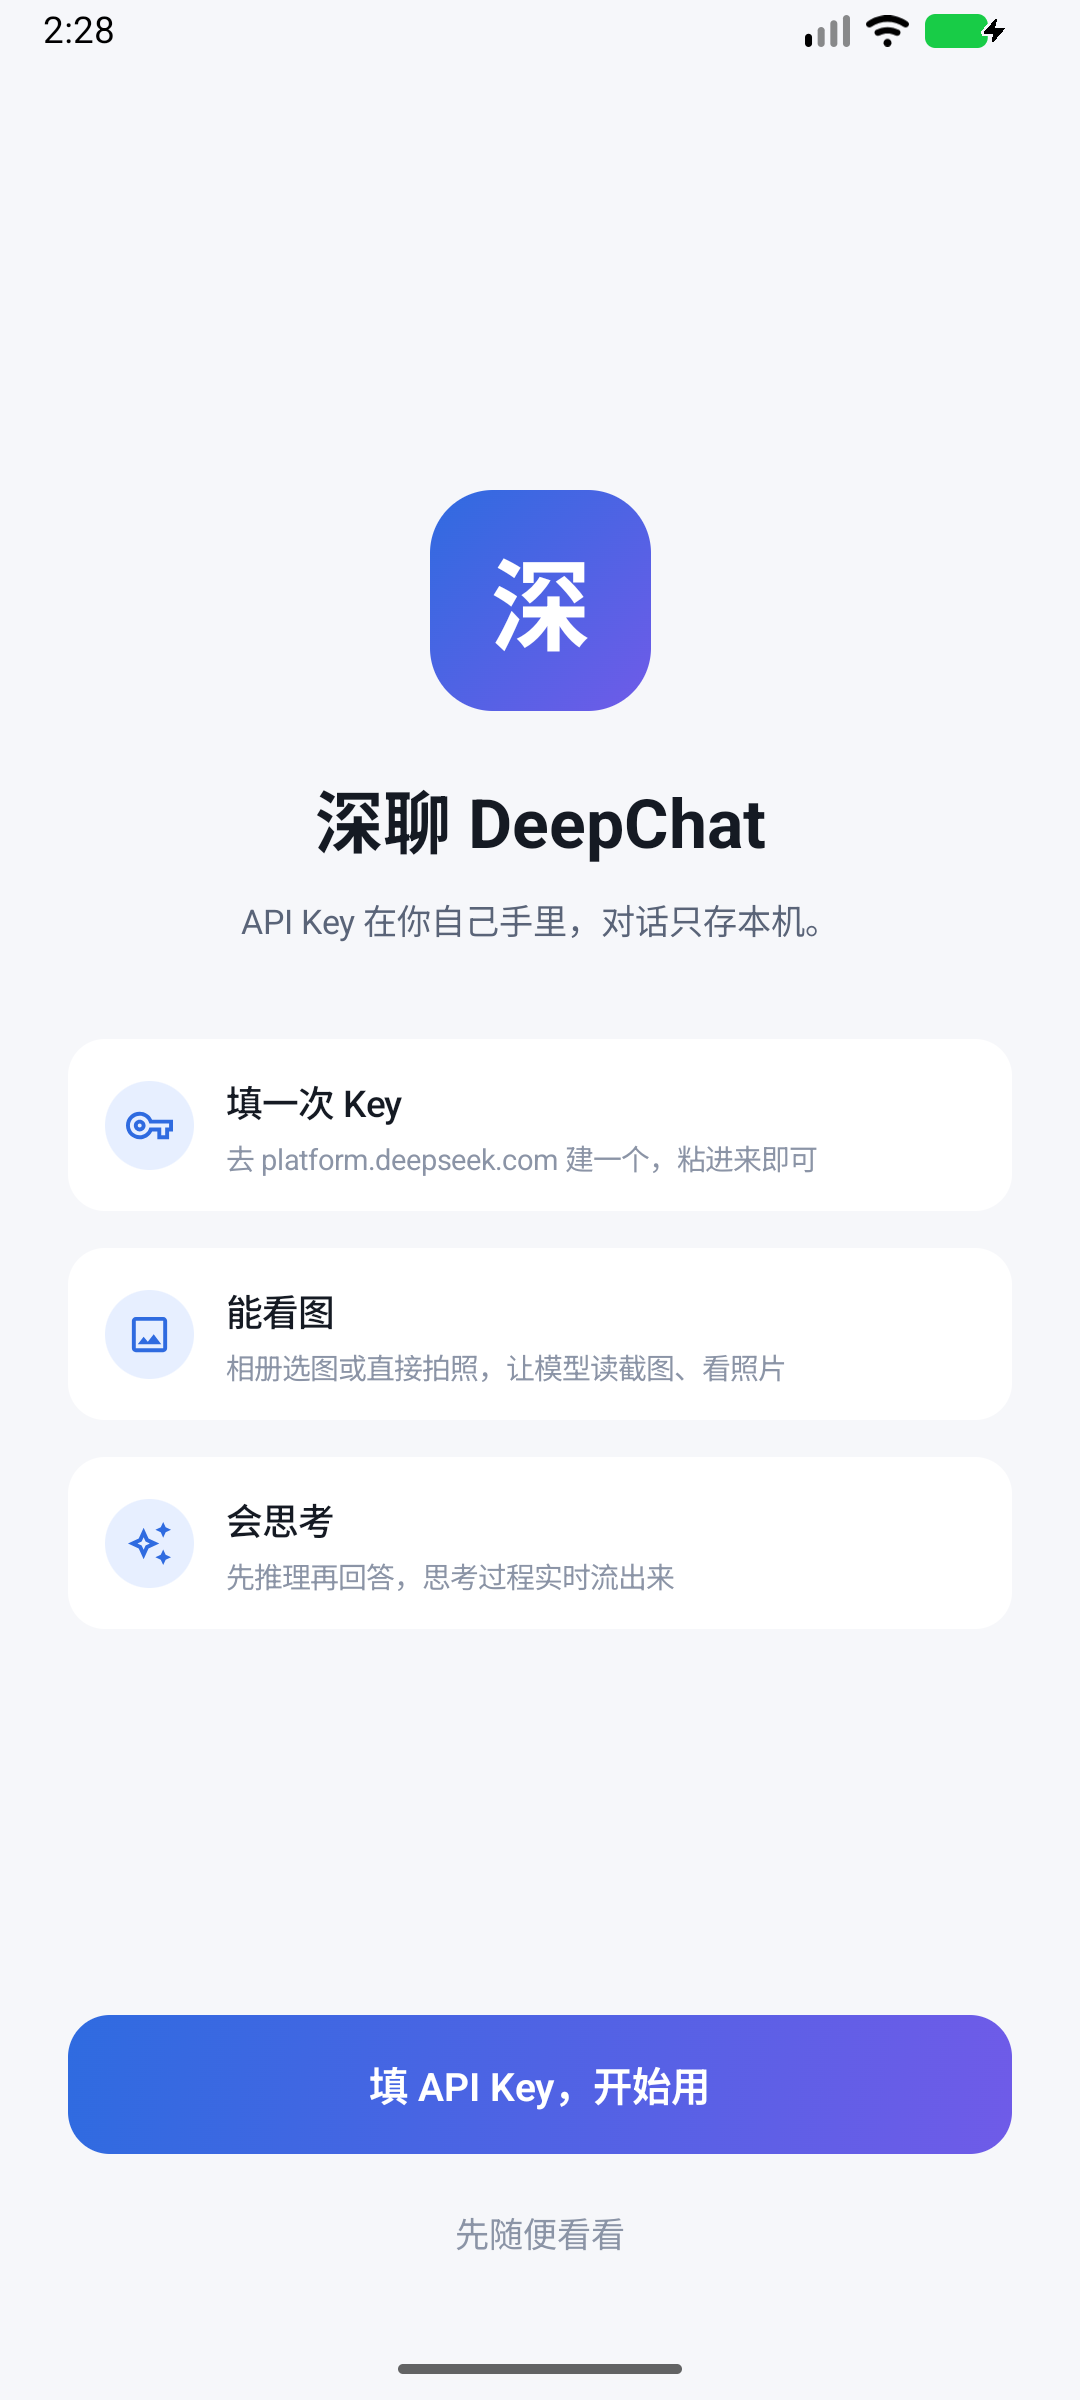 2:28
深
深聊 DeepChat
API Key 在你自己手里，对话只存本机。
填一次 Key
去 platform.deepseek.com 建一个，粘进来即可
能看图
相册选图或直接拍照，让模型读截图、看照片
会思考
先推理再回答，思考过程实时流出来
填 API Key，开始用
先随便看看